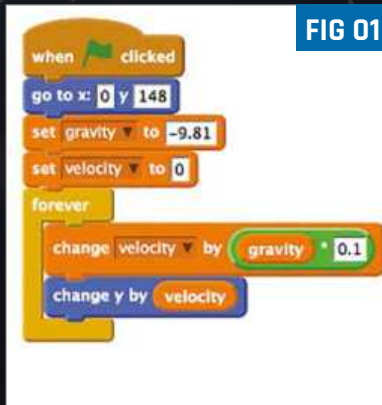 FIG 01
when clicked
go to x: 0 y 148
set gravity to -9.81
set velocity to 0
forever
change velocity by gravity * 0.1
change y by velocity